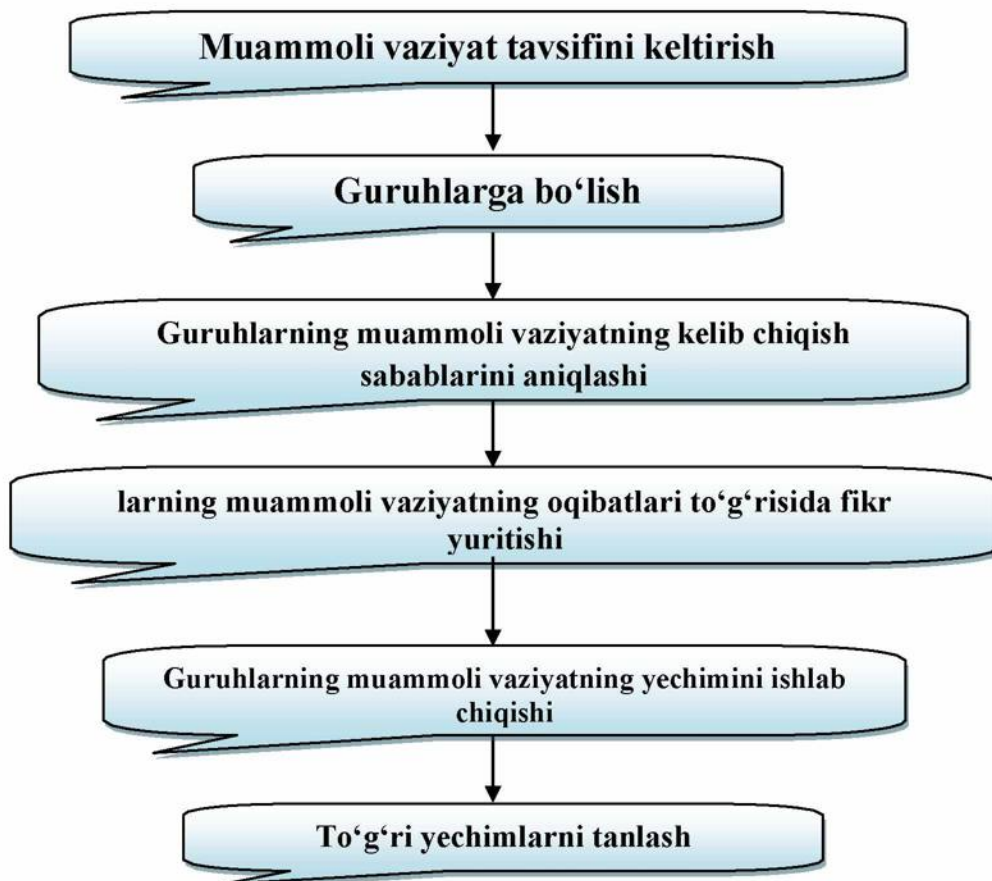 Muammoli vaziyat tavsifini keltirish
Guruhlarga bo‘lish
Guruhlarning muammoli vaziyatning kelib chiqish
sabablarini aniqlashi
larning muammoli vaziyatning oqibatlari to‘g‘risida fikr
yuritishi
Guruhlarning muammoli vaziyatning yechimini ishlab
chiqishi
To‘g‘ri yechimlarni tanlash